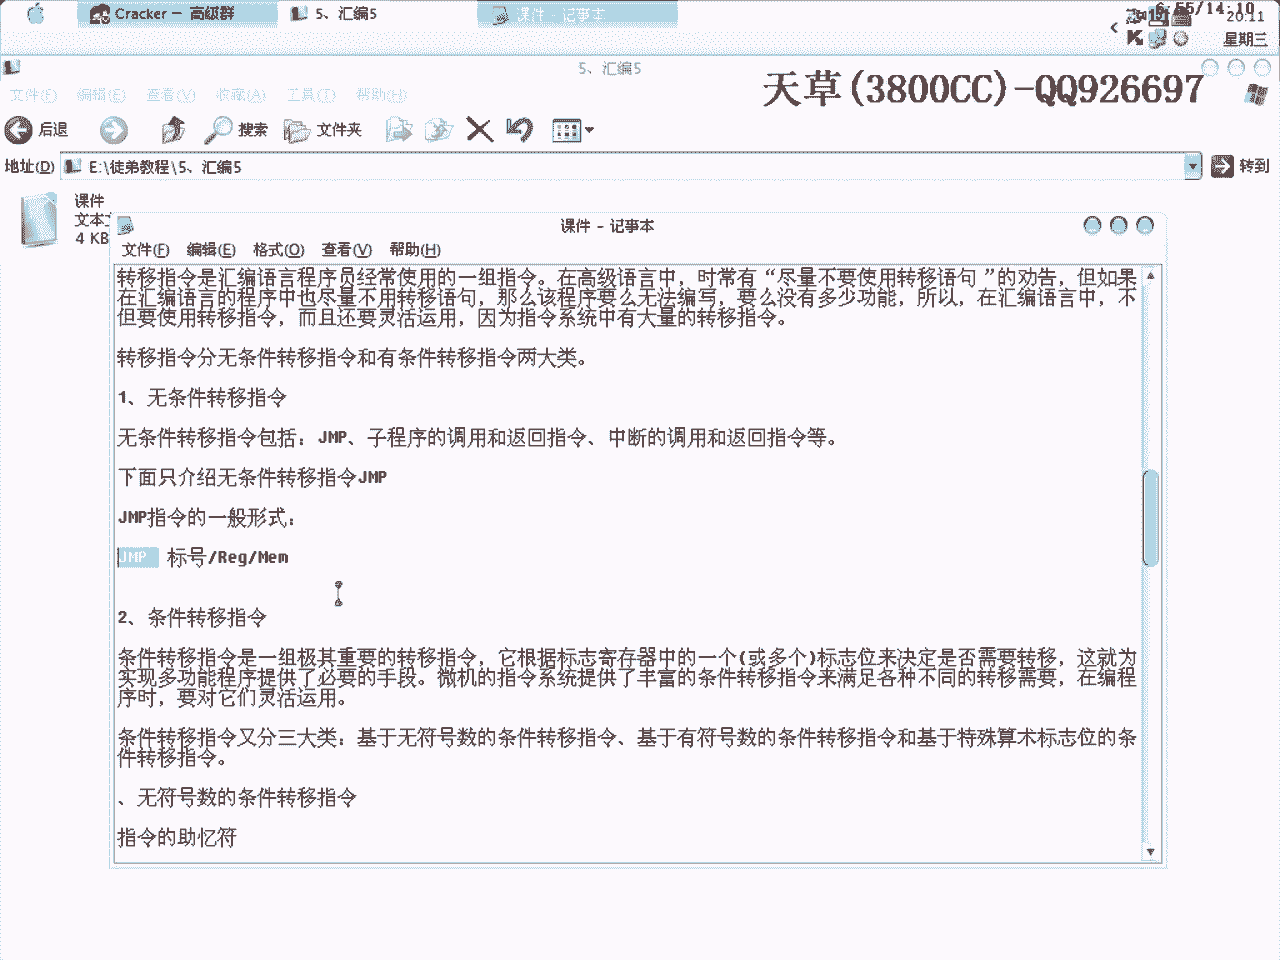 Cracker － 高级群
5、汇编5
课件 - 记事本
6:55/14:10
20:11
星期三
5、汇编5
天草(3800CC)-QQ926697
文件(F) 编辑(E) 查看(V) 收藏(A) 工具(T) 帮助(H)
后退 搜索 文件夹
地址(D) E:\徒弟教程\5、汇编5 转到
课件
文本
4 KB
课件 - 记事本
文件(F) 编辑(E) 格式(O) 查看(V) 帮助(H)
转移指令是汇编语言程序员经常使用的一组指令。在高级语言中，时常有“尽量不要使用转移语句 ”的劝告，但如果
在汇编语言的程序中也尽量不用转移语句，那么该程序要么无法编写，要么没有多少功能，所以，在汇编语言中，不
但要使用转移指令，而且还要灵活运用，因为指令系统中有大量的转移指令。
转移指令分无条件转移指令和有条件转移指令两大类。
1、无条件转移指令
无条件转移指令包括：JMP、子程序的调用和返回指令、中断的调用和返回指令等。
下面只介绍无条件转移指令JMP
JMP指令的一般形式：
JMP 标号/Reg/Mem
2、条件转移指令
条件转移指令是一组极其重要的转移指令，它根据标志寄存器中的一个(或多个)标志位来决定是否需要转移，这就为
实现多功能程序提供了必要的手段。微机的指令系统提供了丰富的条件转移指令来满足各种不同的转移需要，在编程
序时，要对它们灵活运用。
条件转移指令又分三大类：基于无符号数的条件转移指令、基于有符号数的条件转移指令和基于特殊算术标志位的条
件转移指令。
、无符号数的条件转移指令
指令的助忆符